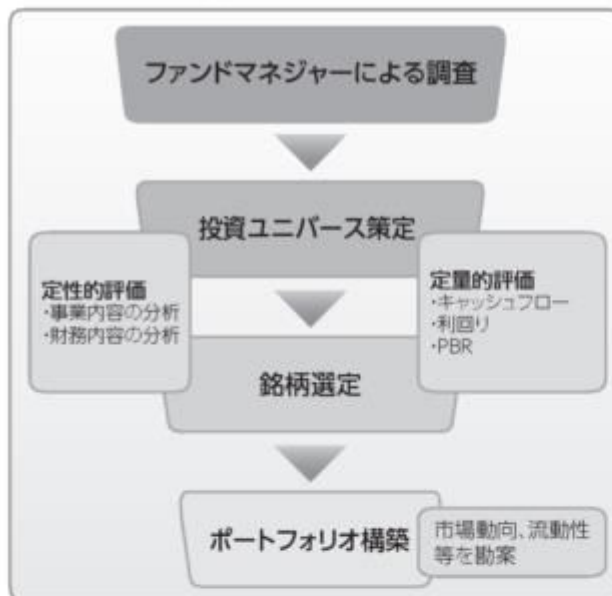 ファンドマネジャーによる調査
投資ユニバース策定
定性的評価
・事業内容の分析
・財務内容の分析
定量的評価
・キャッシュフロー
・利回り
・PBR
銘柄選定
ポートフォリオ構築
市場動向、流動性
等を勘案